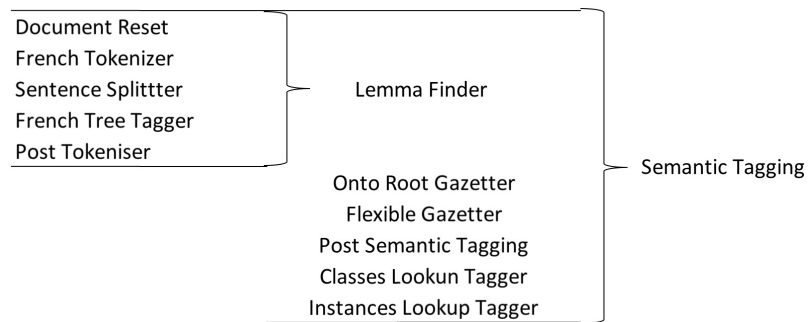 Document Reset
French Tokenizer
Sentence Splittter
French Tree Tagger
Post Tokeniser
Lemma Finder
Onto Root Gazetter
Flexible Gazetter
Post Semantic Tagging
Classes Lookun Tagger
Instances Lookup Tagger
Semantic Tagging